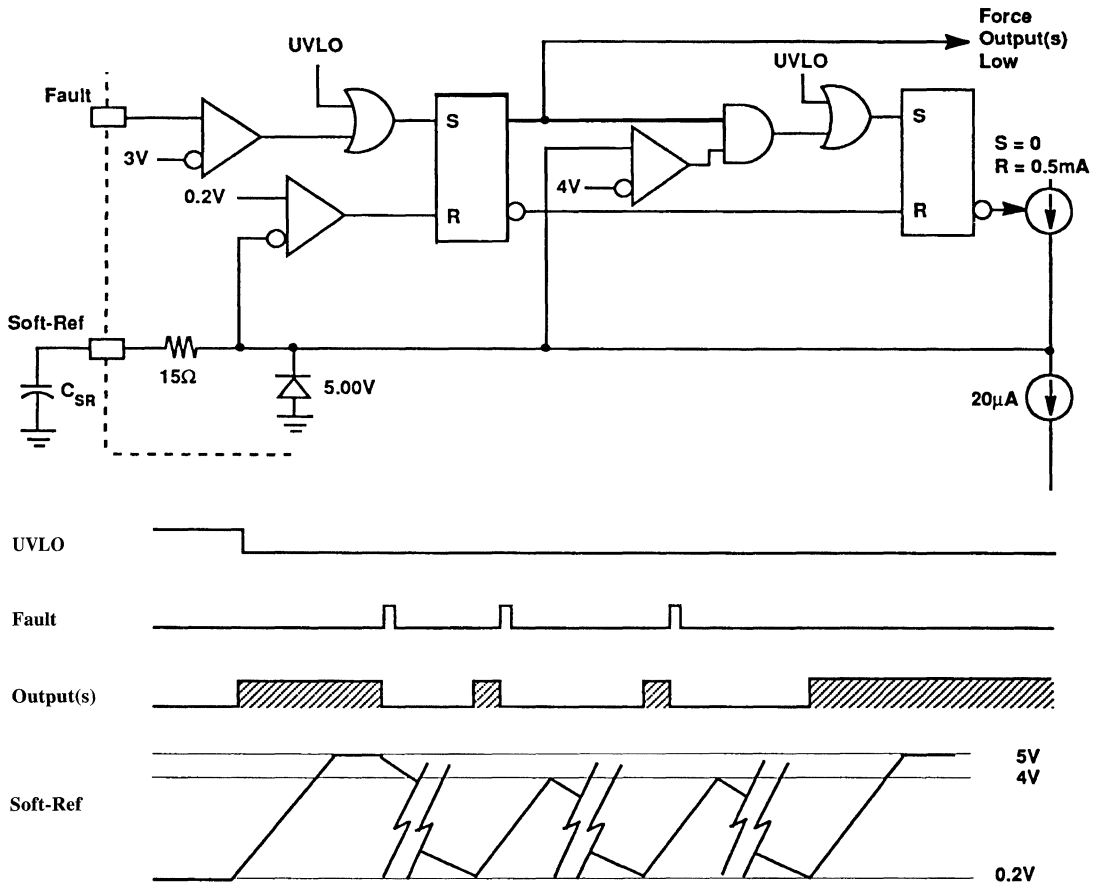 Force
Output(s)
Low
UVLO
UVLO
Fault
3V
S
S
S = 0
R = 0.5mA
4V
0.2V
R
R
Soft-Ref
15Ω
5.00V
CSR
20μA
UVLO
Fault
Output(s)
5V
4V
Soft-Ref
0.2V